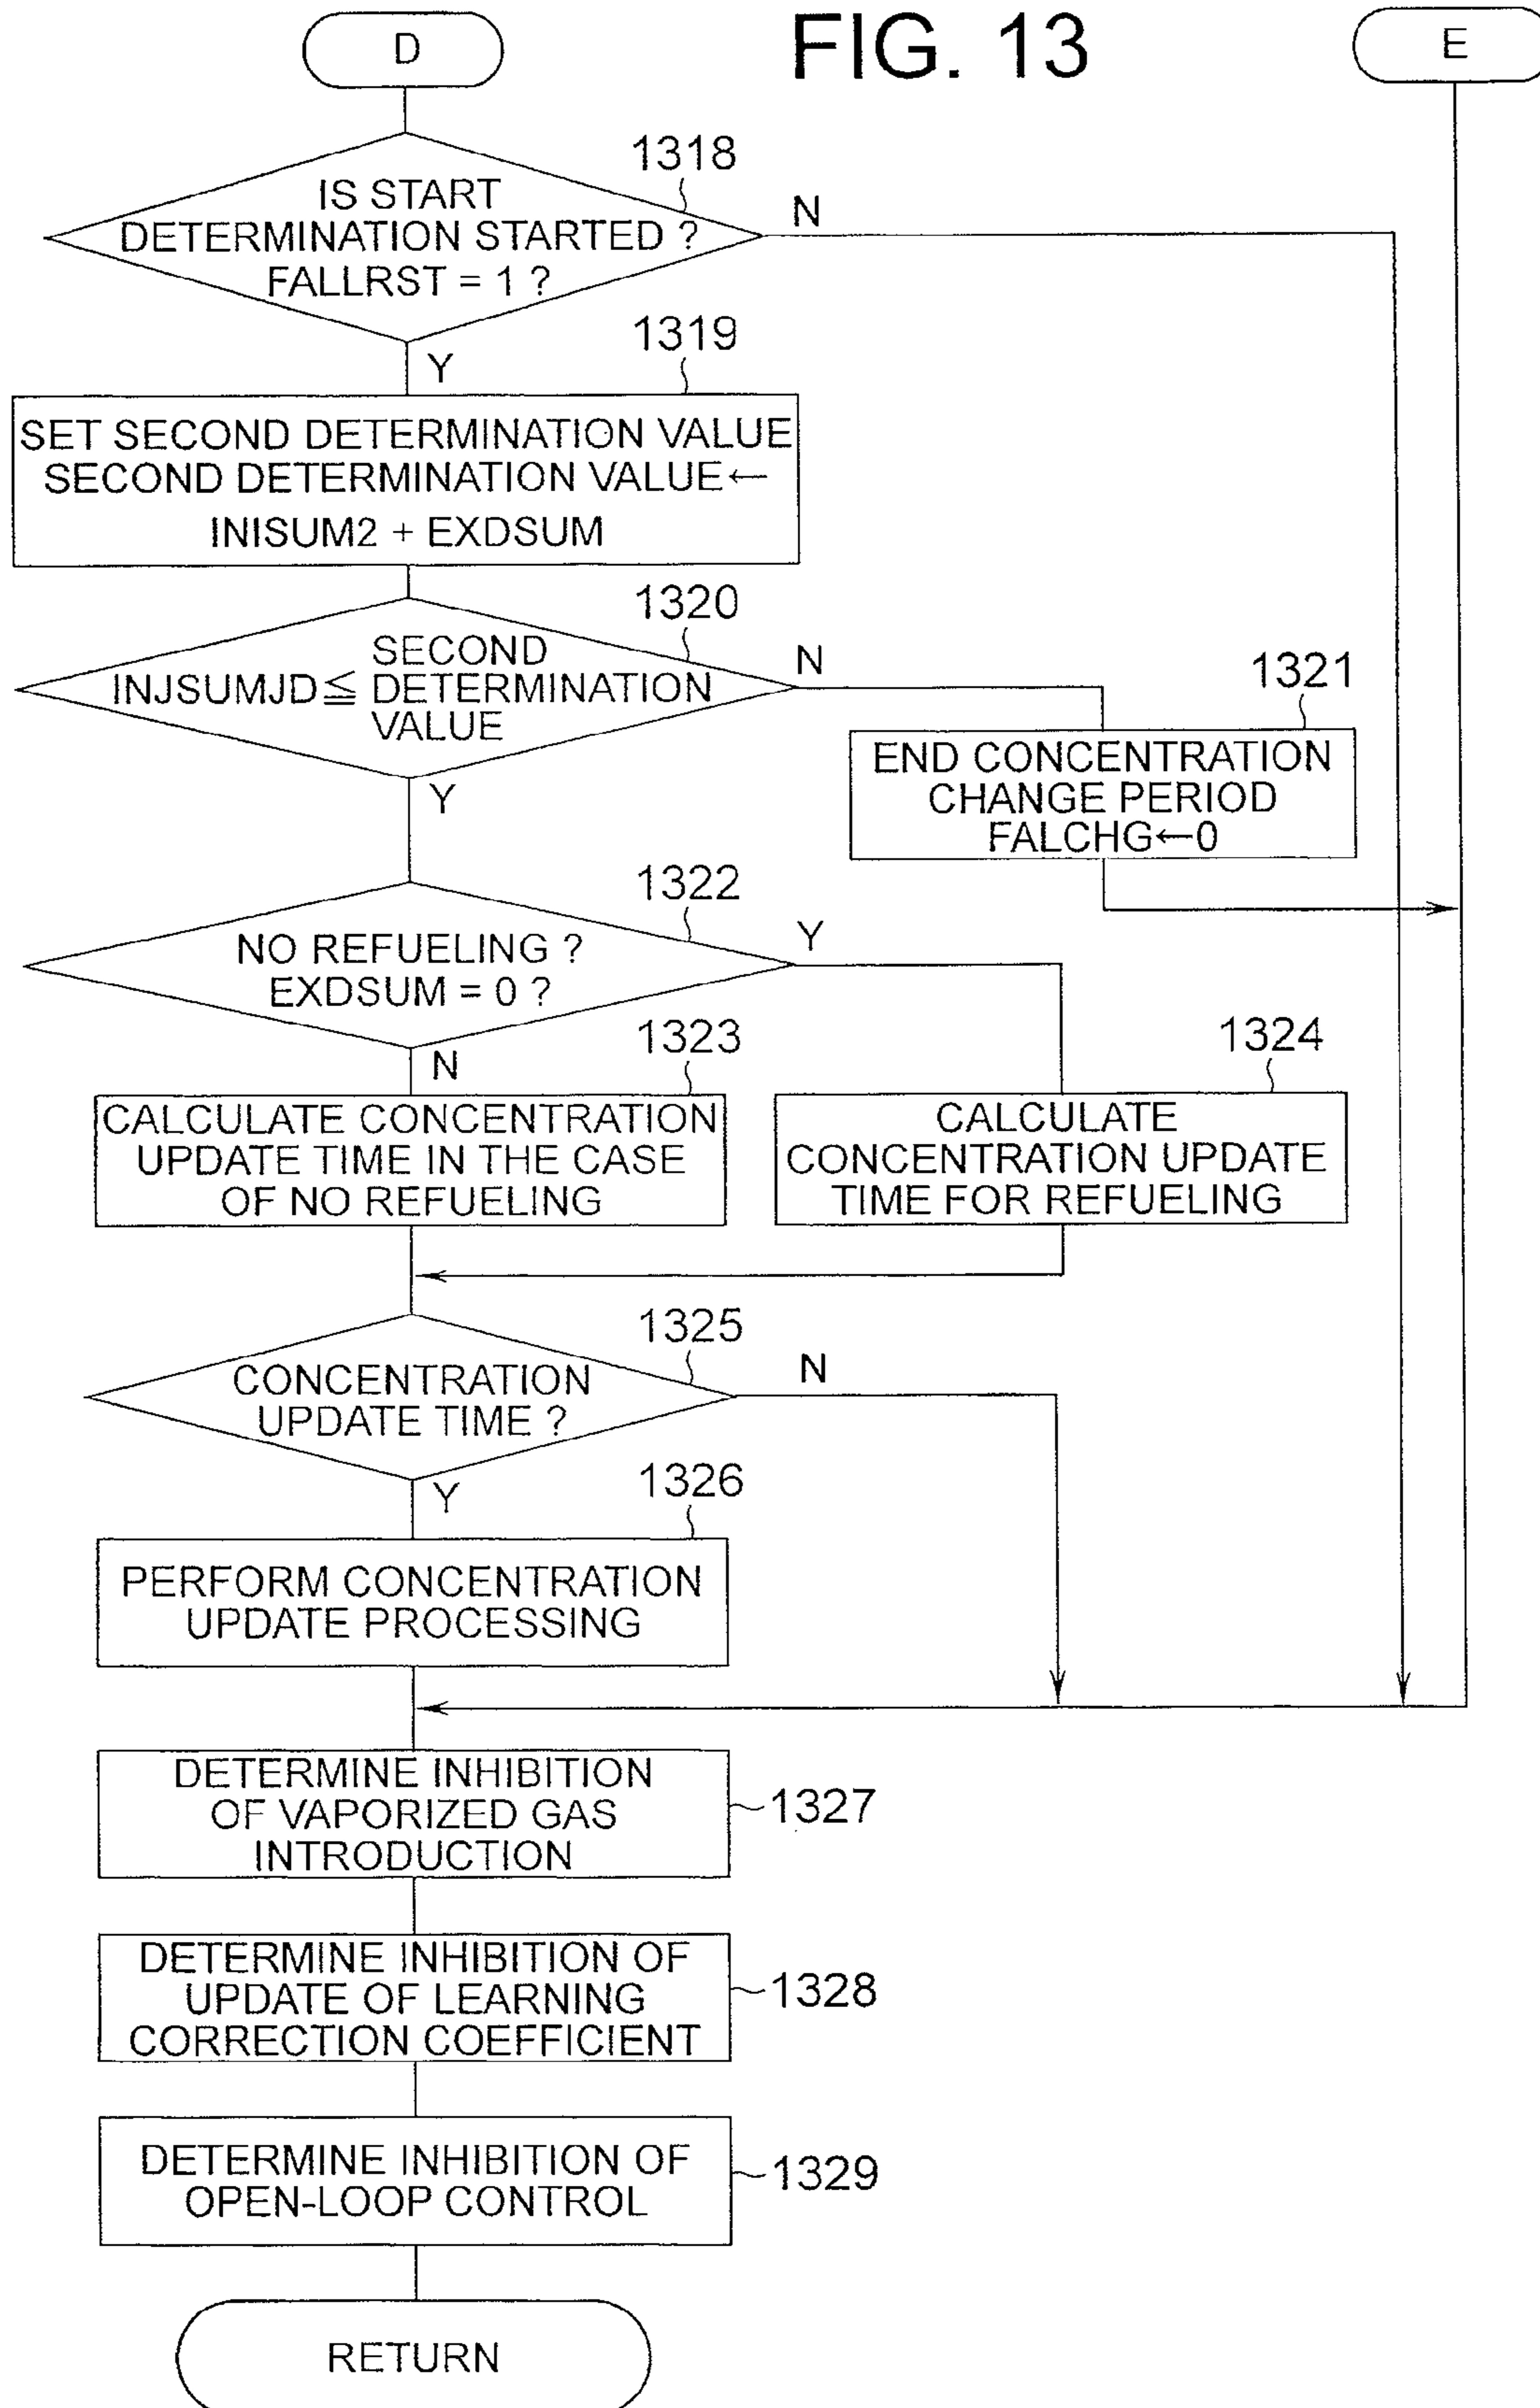 FIG. 13
D
E
1318
IS START
DETERMINATION STARTED ?
FALLRST = 1 ?
N
Y
1319
SET SECOND DETERMINATION VALUE
SECOND DETERMINATION VALUE←
INISUM2 + EXDSUM
1320
SECOND
INJSUMJD≦ DETERMINATION
VALUE
N
Y
1321
END CONCENTRATION
CHANGE PERIOD
FALCHG←0
1322
NO REFUELING ?
EXDSUM = 0 ?
Y
N
1323
CALCULATE CONCENTRATION
UPDATE TIME IN THE CASE
OF NO REFUELING
1324
CALCULATE
CONCENTRATION UPDATE
TIME FOR REFUELING
1325
CONCENTRATION
UPDATE TIME ?
N
Y
1326
PERFORM CONCENTRATION
UPDATE PROCESSING
DETERMINE INHIBITION
OF VAPORIZED GAS
INTRODUCTION
1327
DETERMINE INHIBITION OF
UPDATE OF LEARNING
CORRECTION COEFFICIENT
1328
DETERMINE INHIBITION OF
OPEN-LOOP CONTROL
1329
RETURN